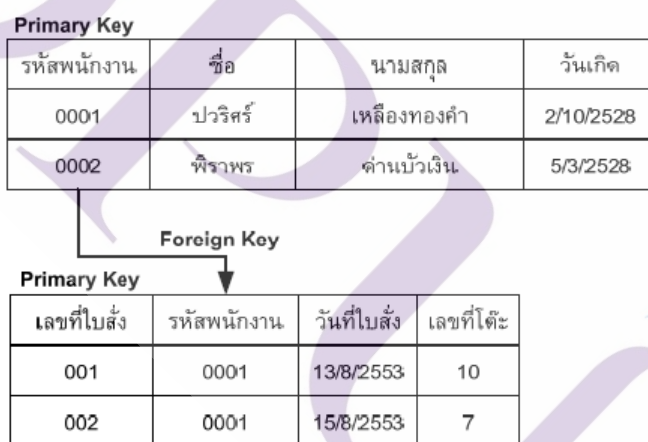 Primary Key
รหัสพนักงาน ชื่อ นามสกุล วันเกิด
0001 ปวริศร์ เหลืองทองคำ 2/10/2528
0002 พิราพร ด่านบัวเงิน 5/3/2528
Foreign Key
Primary Key
เลขที่ใบสั่ง รหัสพนักงาน วันที่ใบสั่ง เลขที่โต๊ะ
001 0001 13/8/2553 10
002 0001 15/8/2553 7